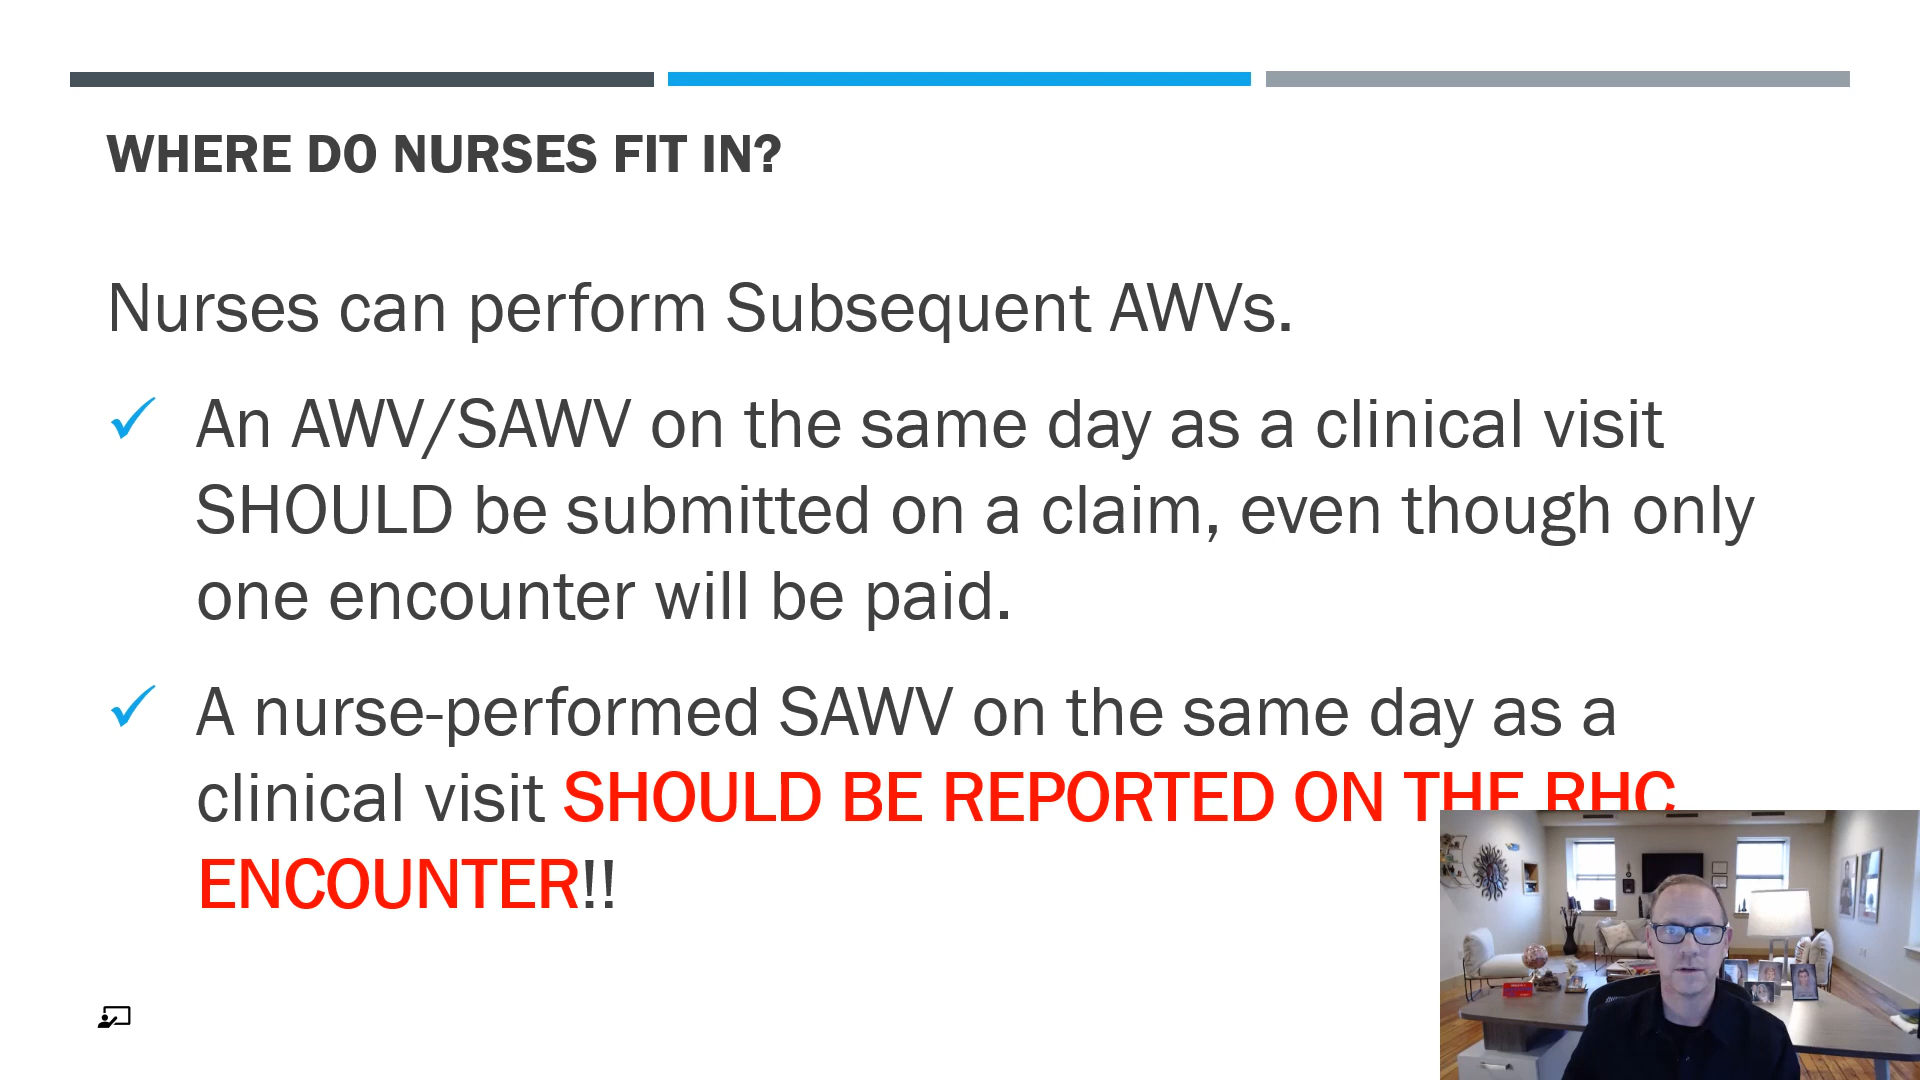 WHERE DO NURSES FIT IN?
Nurses can perform Subsequent AWVs.
An AWV/SAWV on the same day as a clinical visit
SHOULD be submitted on a claim, even though only
one encounter will be paid.
A nurse-performed SAWV on the same day as a
clinical visit SHOULD BE REPORTED ON THE RHC
ENCOUNTER!!